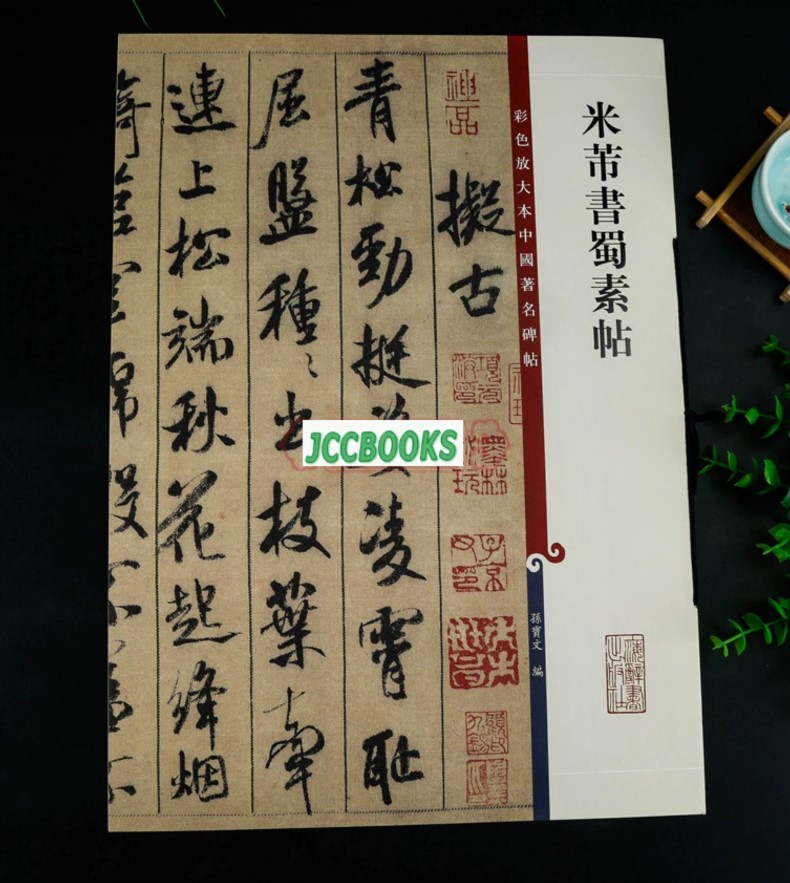 米芾書蜀素帖
彩色放大本中國著名碑帖
孫寶文 編
擬古
青松勁挺姿凌霄耻
屈盤種〻出枝葉牽
連上松端秋花起絳烟
JCCBOOKS